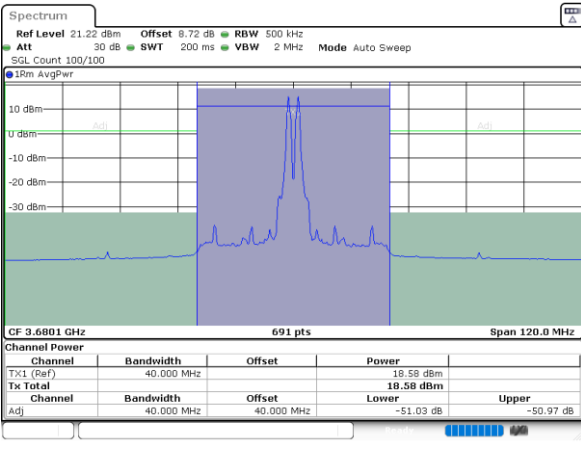 Spectrum
Ref Level 21.22 dBm Offset 8.72 dB RBW 500 kHz
Att 30 dB SWT 200 ms VBW 2 MHz Mode Auto Sweep
SGL Count 100/100
1Rm AvgPwr
10 dBm
Adj Adj
0 dBm
-10 dBm
-20 dBm
-30 dBm
CF 3.6801 GHz 691 pts Span 120.0 MHz
Channel Power
Channel Bandwidth Offset Power
TX1 (Ref) 40.000 MHz 18.58 dBm
Tx Total 18.58 dBm
Channel Bandwidth Offset Lower Upper
Adj 40.000 MHz 40.000 MHz -51.03 dB -50.97 dB